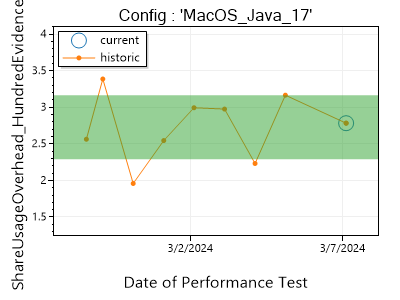 Config : 'MacOS_Java_17'
current
historic
4
3.5
3
2.5
2
1.5
ShareUsageOverhead_HundredEvidence
3/2/2024
3/7/2024
Date of Performance Test